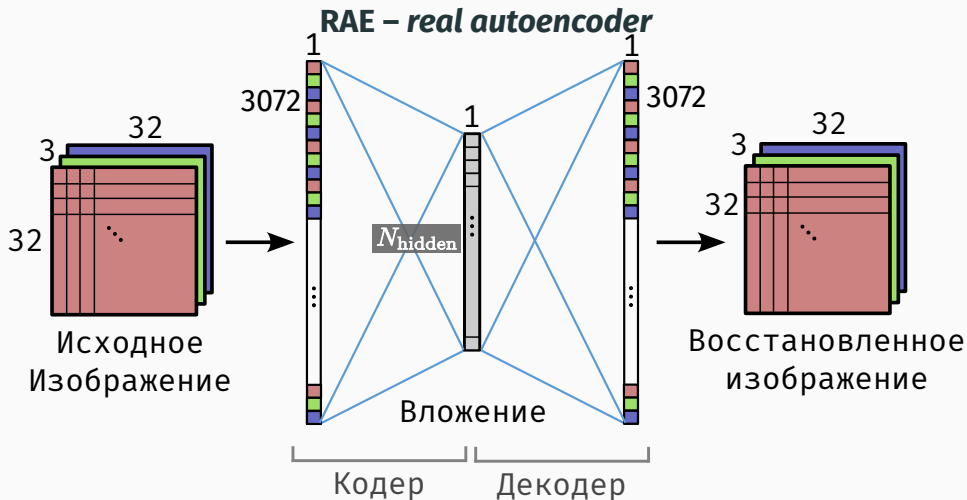 RAE – real autoencoder
1
1
3072
3072
1
32
3
32
32
3
32
N_hidden
Исходное
Изображение
Вложение
Восстановленное
изображение
Кодер
Декодер